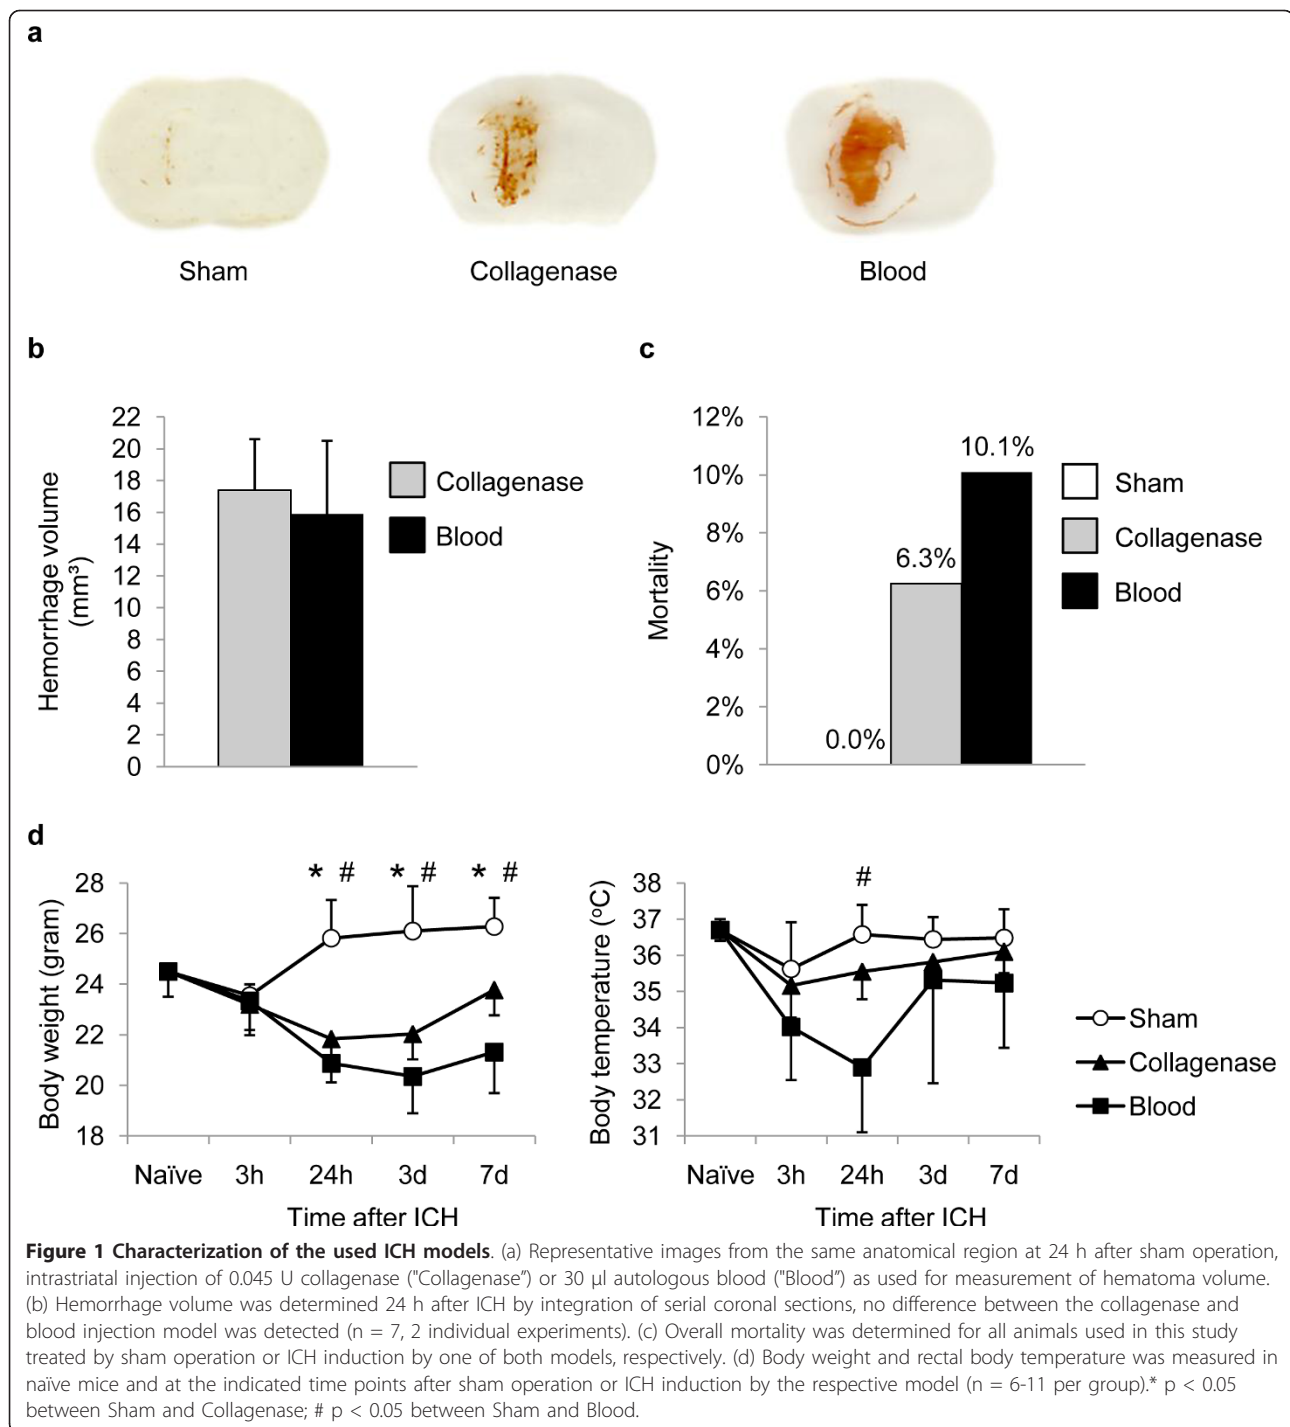 a
Sham
Collagenase
Blood
b
22
20
18
16
14
12
10
8
6
4
2
0
Hemorrhage volume
(mm³)
Collagenase
Blood
c
12%
10%
8%
6%
4%
2%
0%
Mortality
0.0%
6.3%
10.1%
Sham
Collagenase
Blood
d
* # * # * #
28
26
24
22
20
18
Body weight (gram)
Naïve 3h 24h 3d 7d
Time after ICH
#
38
37
36
35
34
33
32
31
Body temperature (°C)
Naïve 3h 24h 3d 7d
Time after ICH
Sham
Collagenase
Blood
Figure 1 Characterization of the used ICH models. (a) Representative images from the same anatomical region at 24 h after sham operation,
intrastriatal injection of 0.045 U collagenase ("Collagenase") or 30 μl autologous blood ("Blood") as used for measurement of hematoma volume.
(b) Hemorrhage volume was determined 24 h after ICH by integration of serial coronal sections, no difference between the collagenase and
blood injection model was detected (n = 7, 2 individual experiments). (c) Overall mortality was determined for all animals used in this study
treated by sham operation or ICH induction by one of both models, respectively. (d) Body weight and rectal body temperature was measured in
naïve mice and at the indicated time points after sham operation or ICH induction by the respective model (n = 6-11 per group).* p < 0.05
between Sham and Collagenase; # p < 0.05 between Sham and Blood.